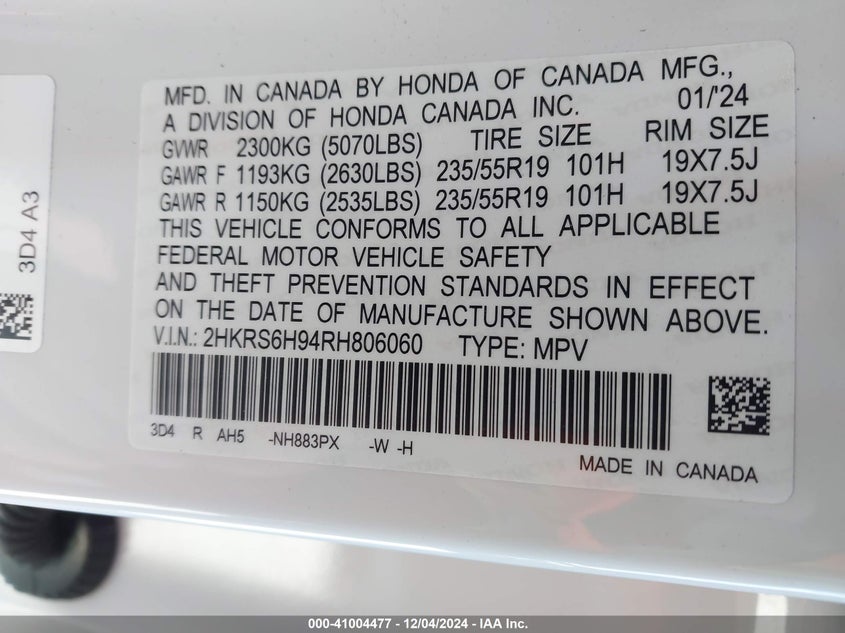 MFD. IN CANADA BY HONDA OF CANADA MFG.,
A DIVISION OF HONDA CANADA INC. 01/'24
GVWR 2300KG (5070LBS) TIRE SIZE RIM SIZE
GAWR F 1193KG (2630LBS) 235/55R19 101H 19X7.5J
GAWR R 1150KG (2535LBS) 235/55R19 101H 19X7.5J
THIS VEHICLE CONFORMS TO ALL APPLICABLE
FEDERAL MOTOR VEHICLE SAFETY
AND THEFT PREVENTION STANDARDS IN EFFECT
ON THE DATE OF MANUFACTURE SHOWN ABOVE.
V.I.N.: 2HKRS6H94RH806060 TYPE: MPV
3D4 R AH5 -NH883PX -W -H
MADE IN CANADA
3D4 A3
000-41004477 - 12/04/2024 - IAA Inc.